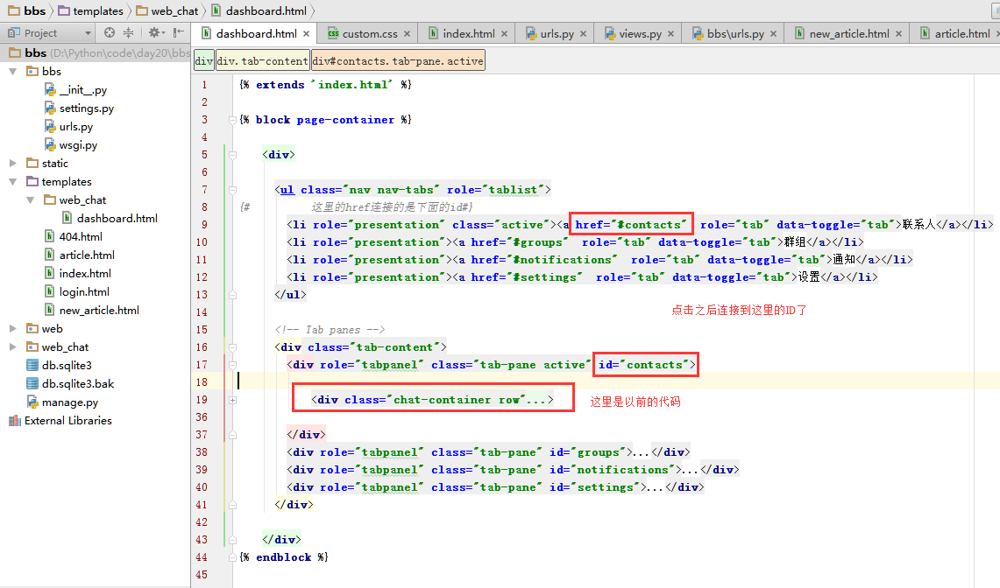 bbs templates web_chat dashboard.html
Project
dashboard.html custom.css index.html urls.py views.py bbs\urls.py new_article.html article.html
bbs (D:\Python\code\day20\bbs
bbs
__init__.py
settings.py
urls.py
wsgi.py
static
templates
web_chat
dashboard.html
404.html
article.html
index.html
login.html
new_article.html
web
web_chat
db.sqlite3
db.sqlite3.bak
manage.py
External Libraries
div div.tab-content div#contacts.tab-pane.active
1 {% extends 'index.html' %}
2
3 {% block page-container %}
4
5 <div>
6
7 <ul class="nav nav-tabs" role="tablist">
8 {# 这里的href连接的是下面的id#}
9 <li role="presentation" class="active"><a href="#contacts" role="tab" data-toggle="tab">联系人</a></li>
10 <li role="presentation"><a href="#groups" role="tab" data-toggle="tab">群组</a></li>
11 <li role="presentation"><a href="#notifications" role="tab" data-toggle="tab">通知</a></li>
12 <li role="presentation"><a href="#settings" role="tab" data-toggle="tab">设置</a></li>
13 </ul>
14
点击之后连接到这里的ID了
15 <!-- Tab panes -->
16 <div class="tab-content">
17 <div role="tabpanel" class="tab-pane active" id="contacts">
18
19 <div class="chat-container row"...>
这里是以前的代码
36
37 </div>
38 <div role="tabpanel" class="tab-pane" id="groups">...</div>
39 <div role="tabpanel" class="tab-pane" id="notifications">...</div>
40 <div role="tabpanel" class="tab-pane" id="settings">...</div>
41 </div>
42
43 </div>
44 {% endblock %}
45